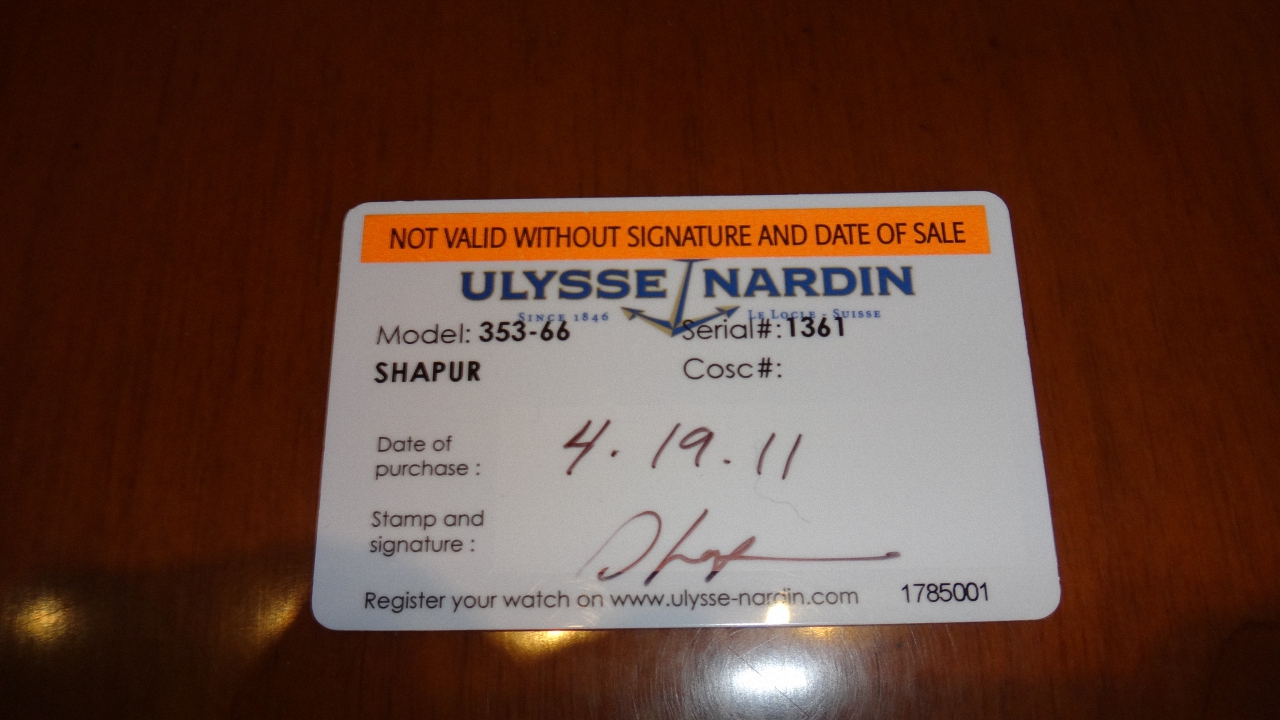 NOT VALID WITHOUT SIGNATURE AND DATE OF SALE
ULYSSE NARDIN
SINCE 1846 LE LOCLE - SUISSE
Model: 353-66 Serial#:1361
SHAPUR Cosc#:
Date of
purchase : 4.19.11
Stamp and
signature :
Register your watch on www.ulysse-nardin.com 1785001